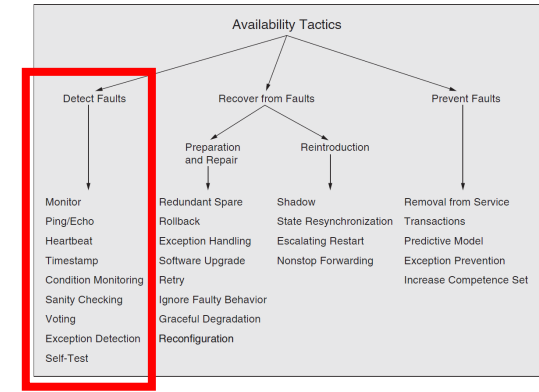 Availability Tactics
Detect Faults
Recover from Faults
Prevent Faults
Preparation
and Repair
Reintroduction
Monitor
Ping/Echo
Heartbeat
Timestamp
Condition Monitoring
Sanity Checking
Voting
Exception Detection
Self-Test
Redundant Spare
Rollback
Exception Handling
Software Upgrade
Retry
Ignore Faulty Behavior
Graceful Degradation
Reconfiguration
Shadow
State Resynchronization
Escalating Restart
Nonstop Forwarding
Removal from Service
Transactions
Predictive Model
Exception Prevention
Increase Competence Set